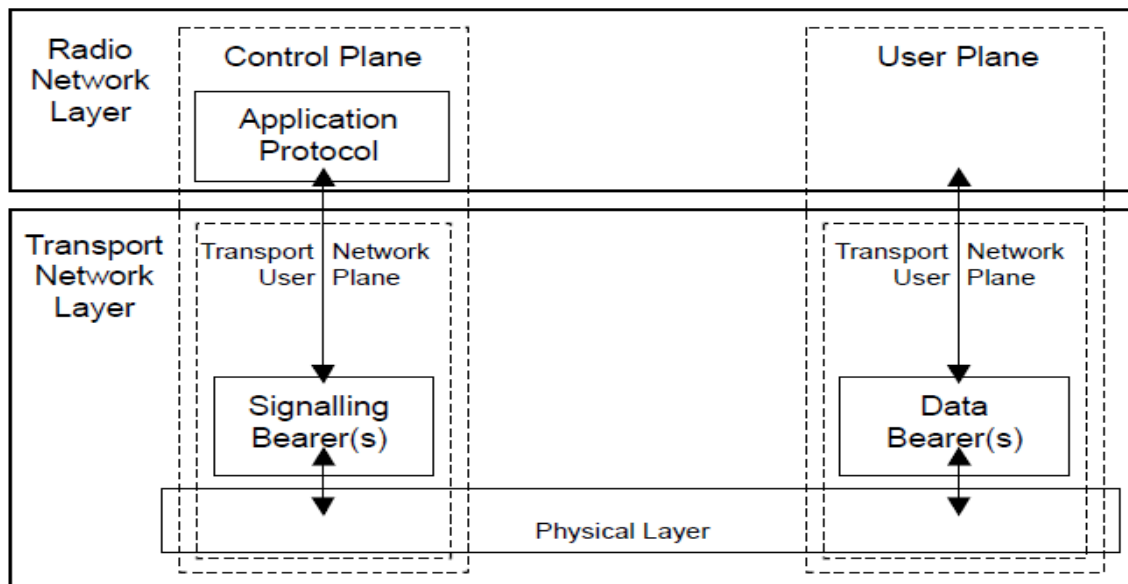 Radio
Network
Layer
Control Plane
Application
Protocol
User Plane
Transport
Network
Layer
Transport Network
User Plane
Signalling
Bearer(s)
Transport Network
User Plane
Data
Bearer(s)
Physical Layer